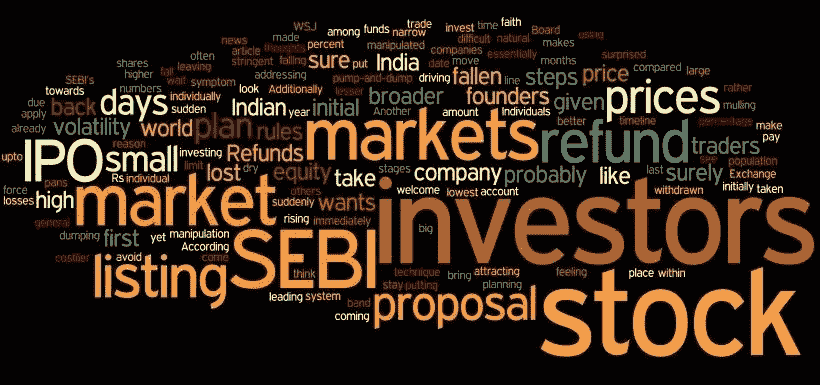 WSJ among funds trade invest time faith
news made often article thoughts percent manipulated narrow difficult natural Board using
shares leaving stringent falling sure put India companies essentially makes surprised
SEBI's higher fall wait symptom addressing date move months compared large
towards numbers look Additionally pump-and-dump driving fallen line steps price rather
due back days individually Indian year lesser broader founders given prices mulling
apply sudden initial Another amount Individuals better timeline percentage make
already volatility world plan rules markets refund traders pay
upto IPO small reason investing Refunds limit lost dry equity stages company probably like last surely see population
force pans Rs individual take withdrawn Exchange
losses high market others suddenly wants welcome lowest account investors initially taken
general rising immediately
dumping first yet manipulation big
According
costlier avoid come SEBI think technique bring attracting feeling place within
listing stay putting planning stock
leading system band proposal
coming